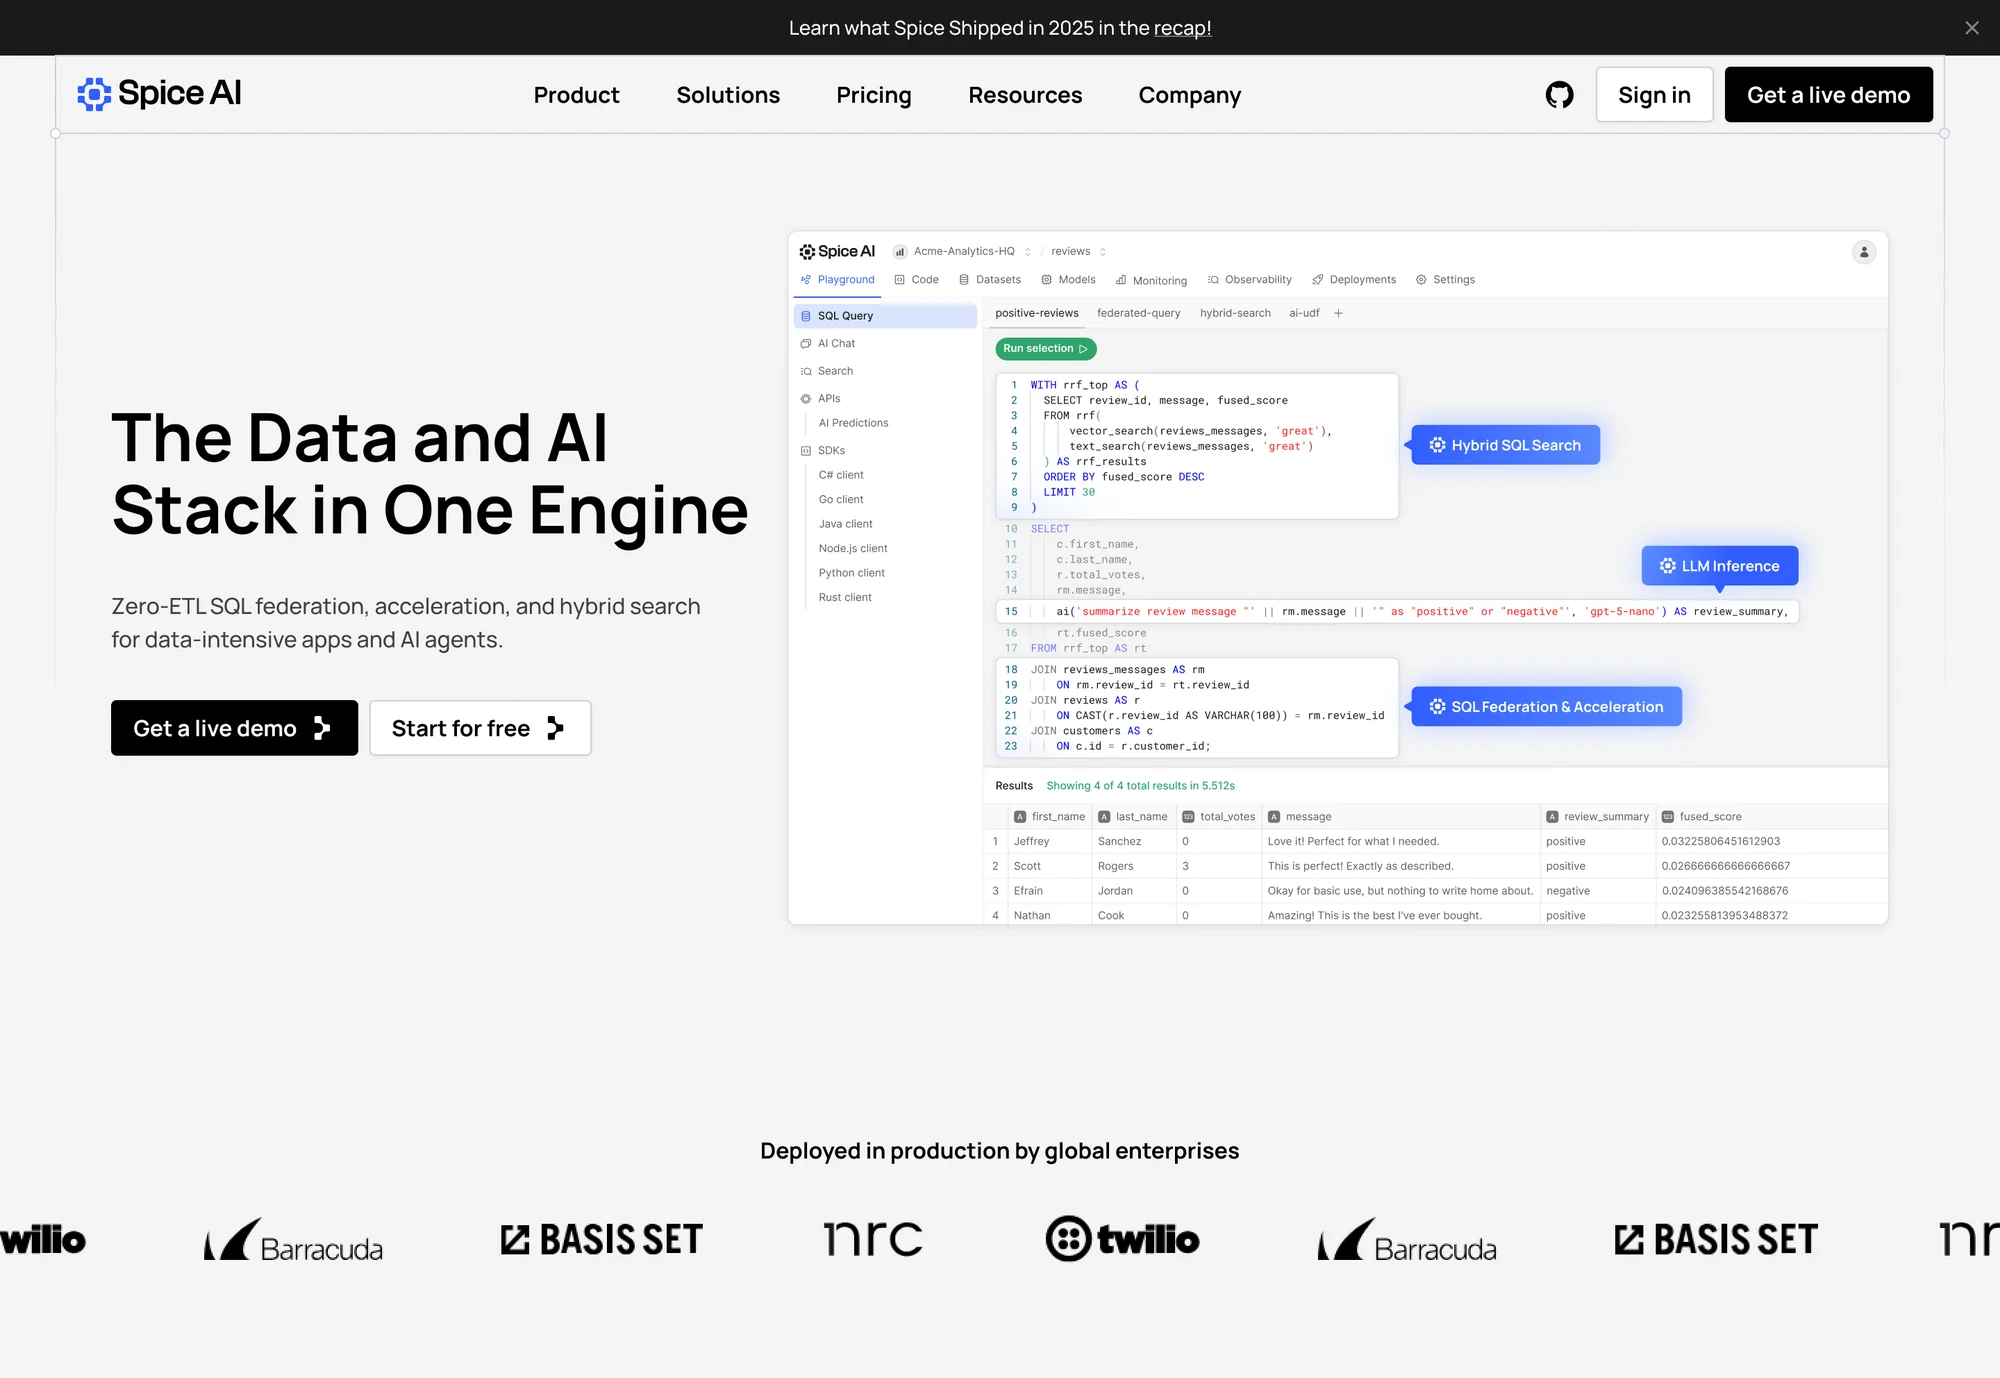 Learn what Spice Shipped in 2025 in the recap!
Spice AI
Product
Solutions
Pricing
Resources
Company
Sign in
Get a live demo
The Data and AI
Stack in One Engine
Zero-ETL SQL federation, acceleration, and hybrid search
for data-intensive apps and AI agents.
Get a live demo
Start for free
Spice AI
Acme-Analytics-HQ / reviews
Playground
Code
Datasets
Models
Monitoring
Observability
Deployments
Settings
SQL Query
AI Chat
Search
APIs
AI Predictions
SDKs
C# client
Go client
Java client
Node.js client
Python client
Rust client
positive-reviews
federated-query
hybrid-search
ai-udf
+
Run selection
1 WITH rrf_top AS (
2 SELECT review_id, message, fused_score
3 FROM rrf(
4 vector_search(reviews_messages, 'great'),
5 text_search(reviews_messages, 'great')
6 ) AS rrf_results
7 ORDER BY fused_score DESC
8 LIMIT 30
9 )
Hybrid SQL Search
10 SELECT
11 c.first_name,
12 c.last_name,
13 r.total_votes,
14 rm.message,
LLM Inference
15 ai('summarize review message "' || rm.message || '" as "positive" or "negative"', 'gpt-5-nano') AS review_summary,
16 rt.fused_score
17 FROM rrf_top AS rt
18 JOIN reviews_messages AS rm
19 ON rm.review_id = rt.review_id
20 JOIN reviews AS r
21 ON CAST(r.review_id AS VARCHAR(100)) = rm.review_id
22 JOIN customers AS c
23 ON c.id = r.customer_id;
SQL Federation & Acceleration
Results Showing 4 of 4 total results in 5.512s
A first_name A last_name 123 total_votes A message A review_summary 123 fused_score
1 Jeffrey Sanchez 0 Love it! Perfect for what I needed. positive 0.03225806451612903
2 Scott Rogers 3 This is perfect! Exactly as described. positive 0.026666666666666667
3 Efrain Jordan 0 Okay for basic use, but nothing to write home about. negative 0.024096385542168676
4 Nathan Cook 0 Amazing! This is the best I've ever bought. positive 0.023255813953488372
Deployed in production by global enterprises
wilio
Barracuda
BASIS SET
nrc
twilio
Barracuda
BASIS SET
nr